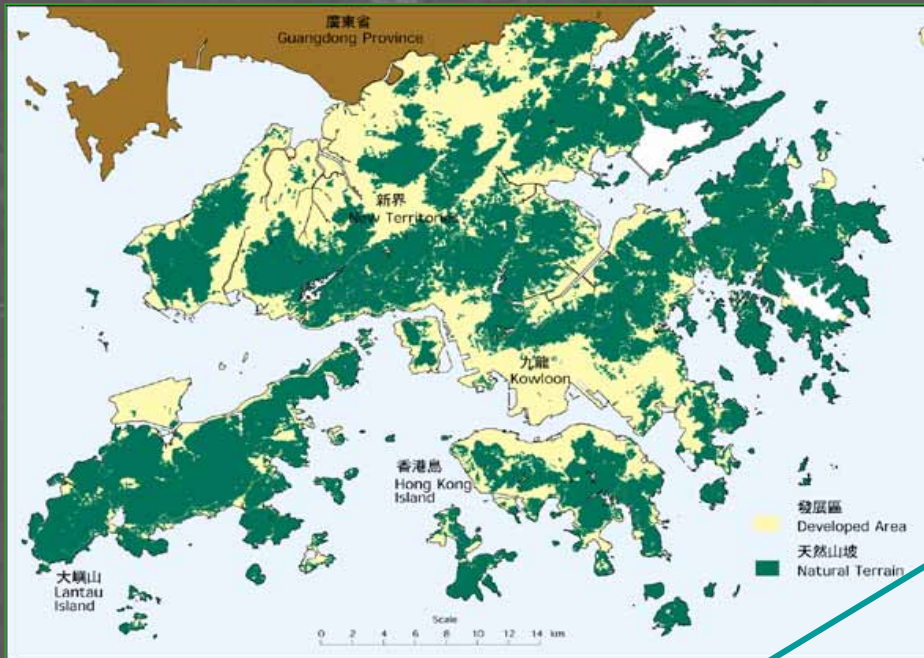 廣東省
Guangdong Province
新界
New Territories
九龍
Kowloon
香港島
Hong Kong
Island
大嶼山
Lantau
Island
發展區
Developed Area
天然山坡
Natural Terrain
Scale
0 2 4 6 8 10 12 14 km